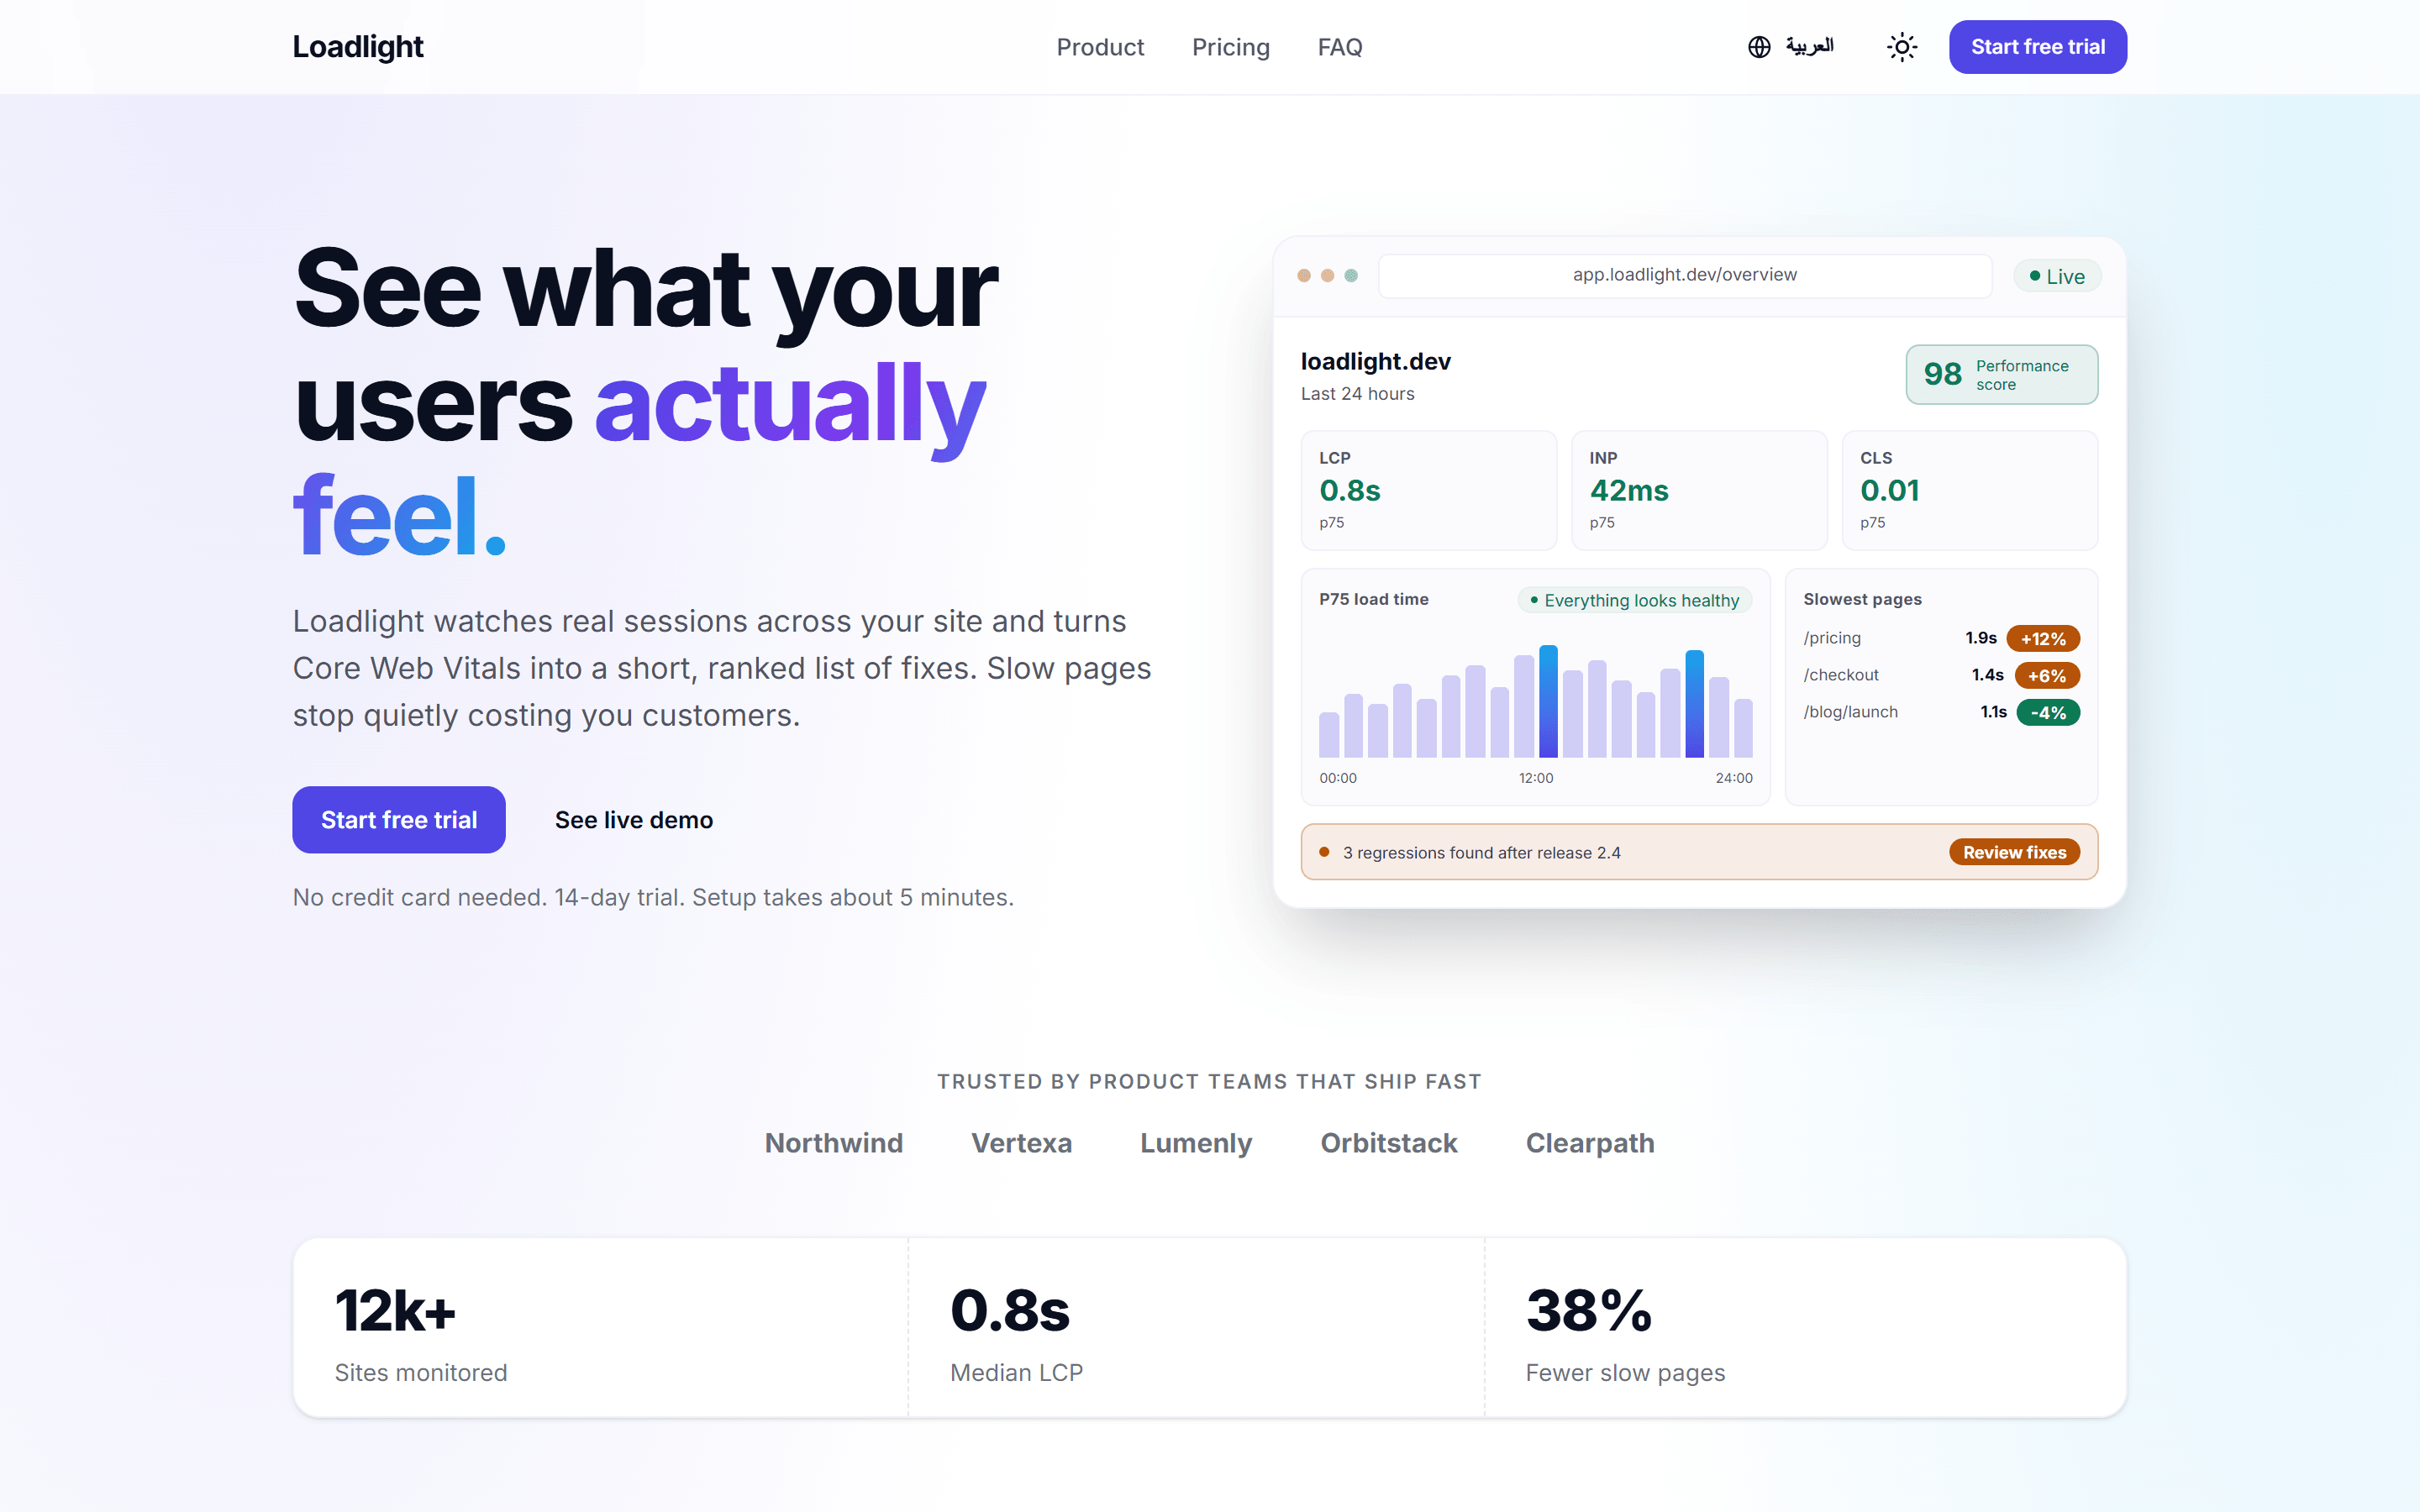 Loadlight
Product
Pricing
FAQ
العربية
Start free trial
See what your
users actually
feel.
Loadlight watches real sessions across your site and turns
Core Web Vitals into a short, ranked list of fixes. Slow pages
stop quietly costing you customers.
Start free trial
See live demo
No credit card needed. 14-day trial. Setup takes about 5 minutes.
app.loadlight.dev/overview
Live
loadlight.dev
Last 24 hours
98
Performance
score
LCP
0.8s
p75
INP
42ms
p75
CLS
0.01
p75
P75 load time
Everything looks healthy
00:00
12:00
24:00
Slowest pages
/pricing 1.9s +12%
/checkout 1.4s +6%
/blog/launch 1.1s -4%
3 regressions found after release 2.4
Review fixes
TRUSTED BY PRODUCT TEAMS THAT SHIP FAST
Northwind
Vertexa
Lumenly
Orbitstack
Clearpath
12k+
Sites monitored
0.8s
Median LCP
38%
Fewer slow pages